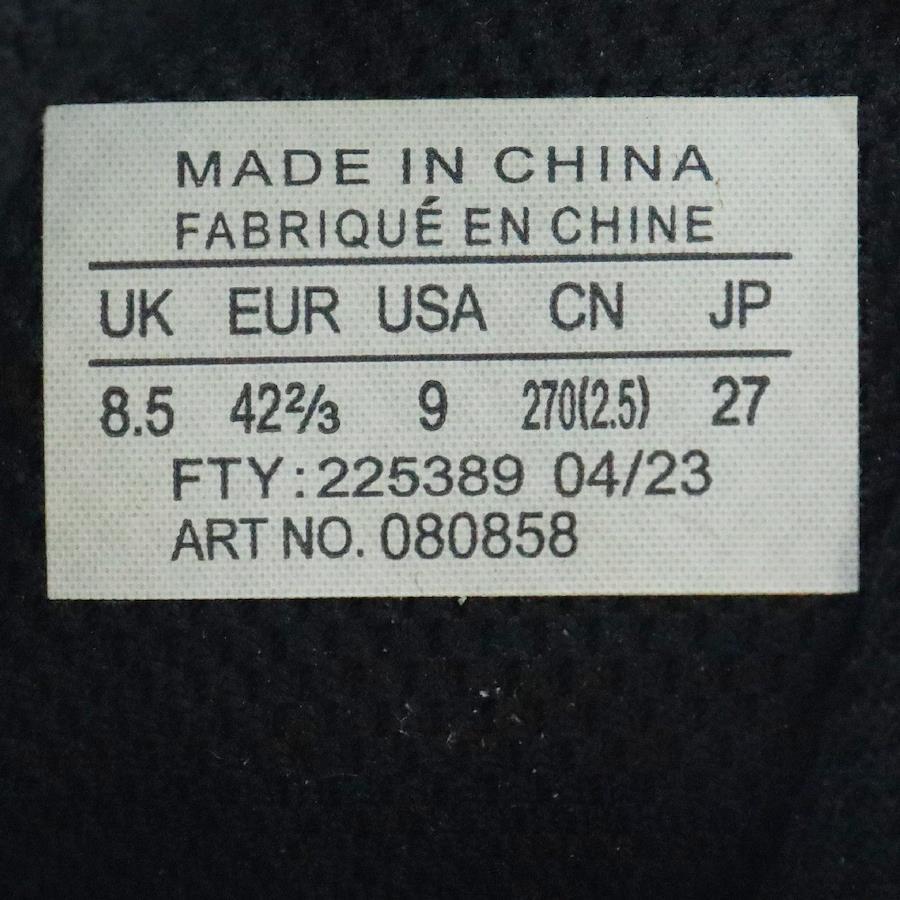 MADE IN CHINA
FABRIQUÉ EN CHINE
UK EUR USA CN JP
8.5 42⅔ 9 270(2.5) 27
FTY:225389 04/23
ART NO. 080858